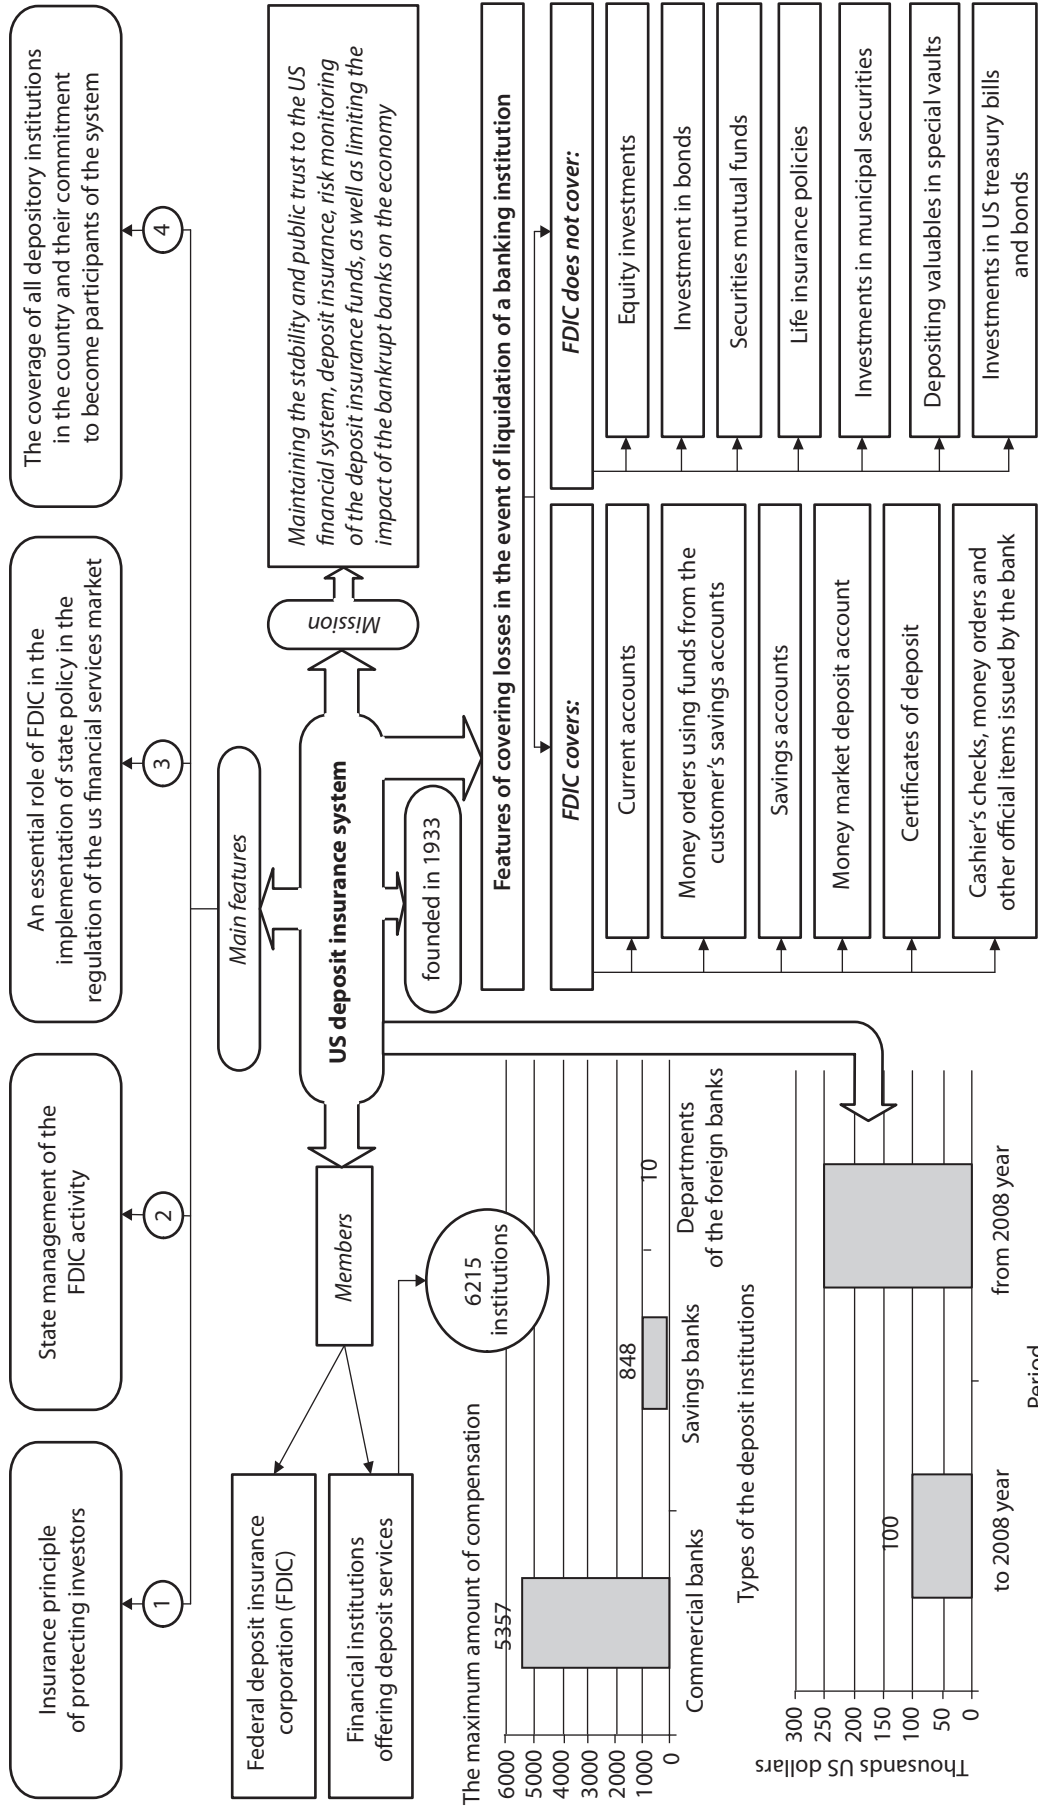 Insurance principle
of protecting investors
State management of the
FDIC activity
An essential role of FDIC in the
implementation of state policy in the
regulation of the us financial services market
The coverage of all depository institutions
in the country and their commitment
to become participants of the system
1
2
3
4
Main features
Federal deposit insurance
corporation (FDIC)
Financial institutions
offering deposit services
Members
US deposit insurance system
Mission
Maintaining the stability and public trust to the US
financial system, deposit insurance, risk monitoring
of the deposit insurance funds, as well as limiting the
impact of the bankrupt banks on the economy
founded in 1933
6215
institutions
The maximum amount of compensation
6000
5000
4000
3000
2000
1000
0
5357
848
10
Commercial banks
Savings banks
Departments
of the foreign banks
Types of the deposit institutions
Thousands US dollars
300
250
200
150
100
50
0
100
to 2008 year
from 2008 year
Period
Features of covering losses in the event of liquidation of a banking institution
FDIC covers:
Current accounts
Money orders using funds from the
customer's savings accounts
Savings accounts
Money market deposit account
Certificates of deposit
Cashier's checks, money orders and
other official items issued by the bank
FDIC does not cover:
Equity investments
Investment in bonds
Securities mutual funds
Life insurance policies
Investments in municipal securities
Depositing valuables in special vaults
Investments in US treasury bills
and bonds